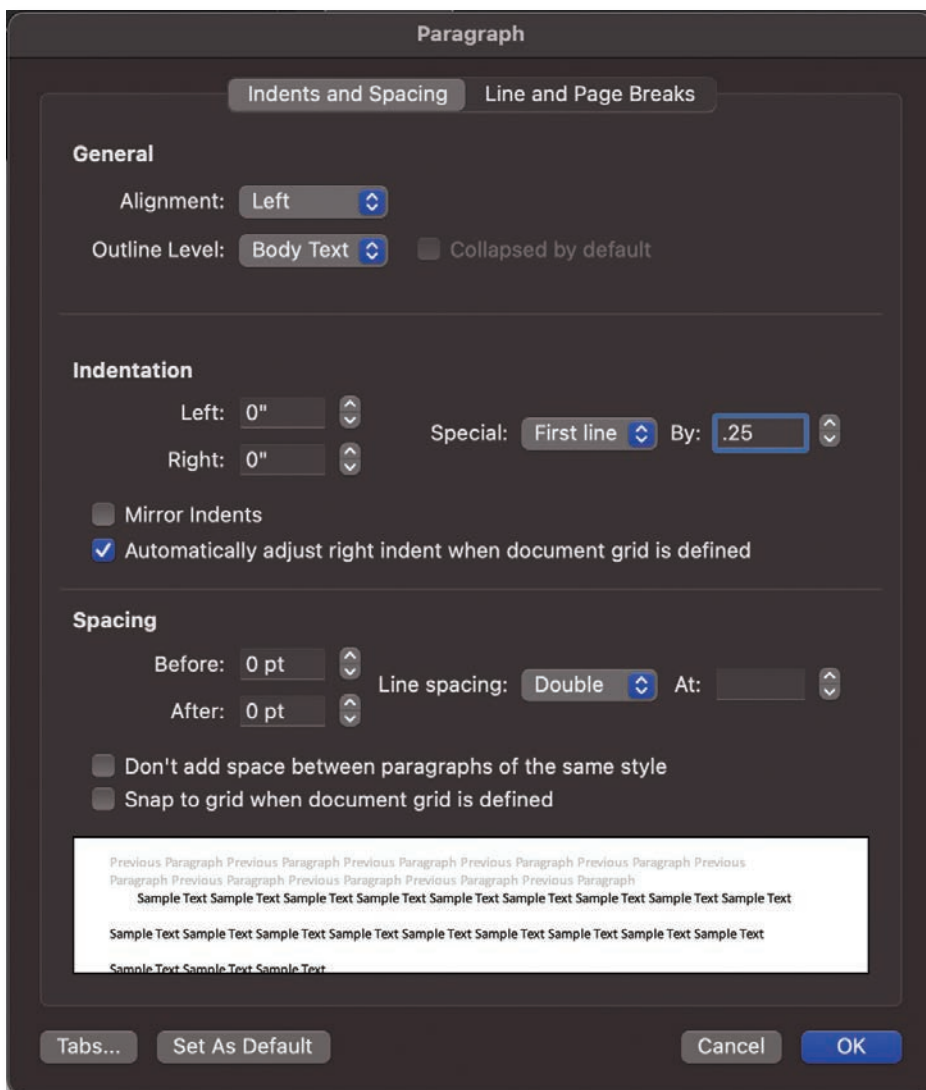 Paragraph
Indents and Spacing Line and Page Breaks
General
Alignment: Left
Outline Level: Body Text Collapsed by default
Indentation
Left: 0"
Special: First line By: .25
Right: 0"
Mirror Indents
Automatically adjust right indent when document grid is defined
Spacing
Before: 0 pt
Line spacing: Double At:
After: 0 pt
Don't add space between paragraphs of the same style
Snap to grid when document grid is defined
Previous Paragraph Previous Paragraph Previous Paragraph Previous Paragraph Previous Paragraph Previous
Paragraph Previous Paragraph Previous Paragraph Previous Paragraph Previous Paragraph
Sample Text Sample Text Sample Text Sample Text Sample Text Sample Text Sample Text Sample Text Sample Text
Sample Text Sample Text Sample Text Sample Text Sample Text Sample Text Sample Text Sample Text Sample Text
Sample Text Sample Text Sample Text
Tabs... Set As Default Cancel OK